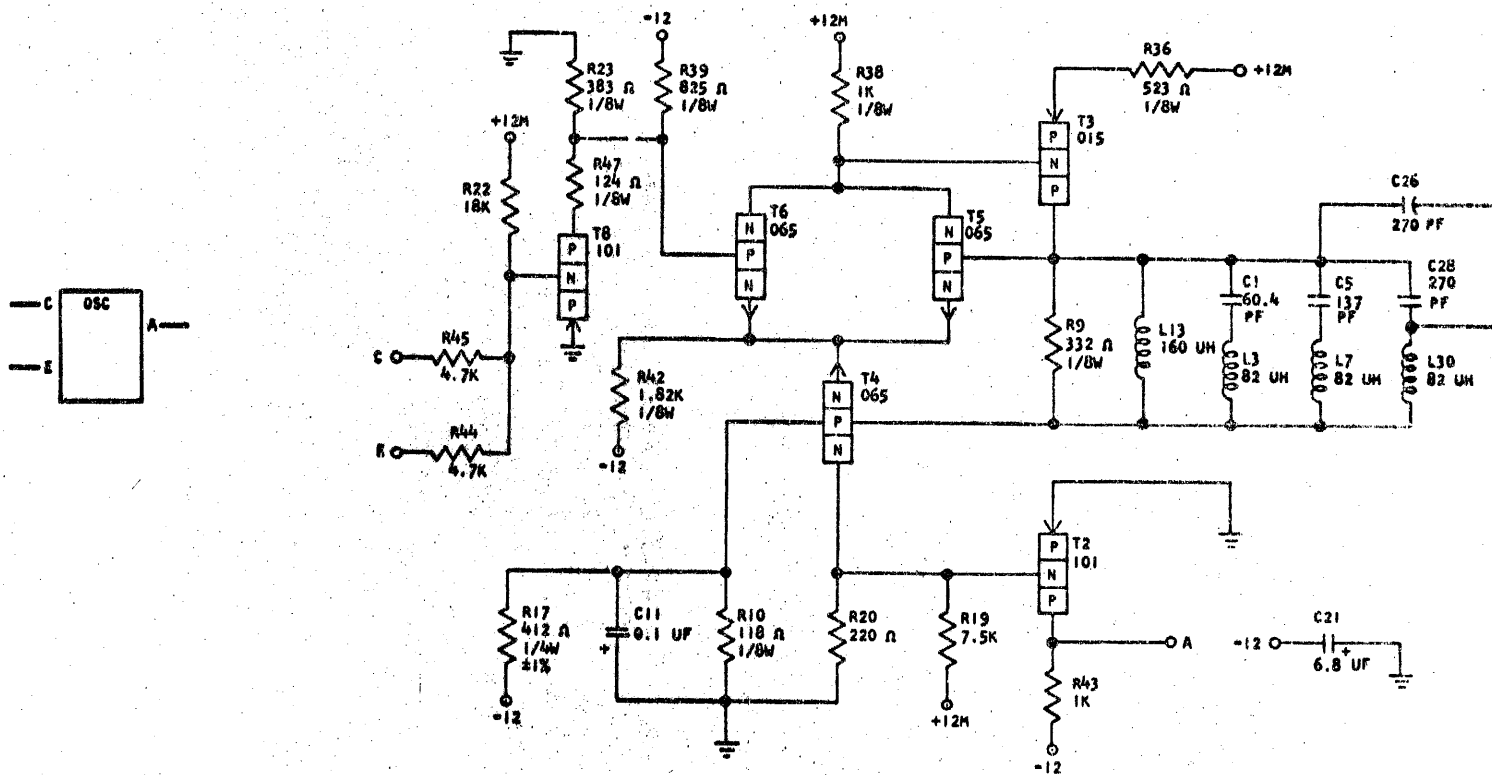 C
E
OSC
A
-12
R23
383 Ω
1/8W
R39
825 Ω
1/8W
+12M
R38
1K
1/8W
R36
523 Ω
1/8W
+12M
T3
015
P
N
P
+12M
R22
18K
R47
124 Ω
1/8W
T8
101
P
N
P
T6
065
N
P
N
T5
065
N
P
N
C26
270 PF
C1
60.4
PF
C5
137
PF
C28
270
PF
R9
332 Ω
1/8W
L13
160 UH
L3
82 UH
L7
82 UH
L30
82 UH
R45
4.7K
R42
1.82K
1/8W
-12
T4
065
N
P
N
R44
4.7K
T2
101
P
N
P
R17
412 Ω
1/4W
±1%
-12
C11
0.1 UF
+
R10
118 Ω
1/8W
R20
220 Ω
R19
7.5K
+12M
A
R43
1K
-12
C21
-12
+
6.8 UF